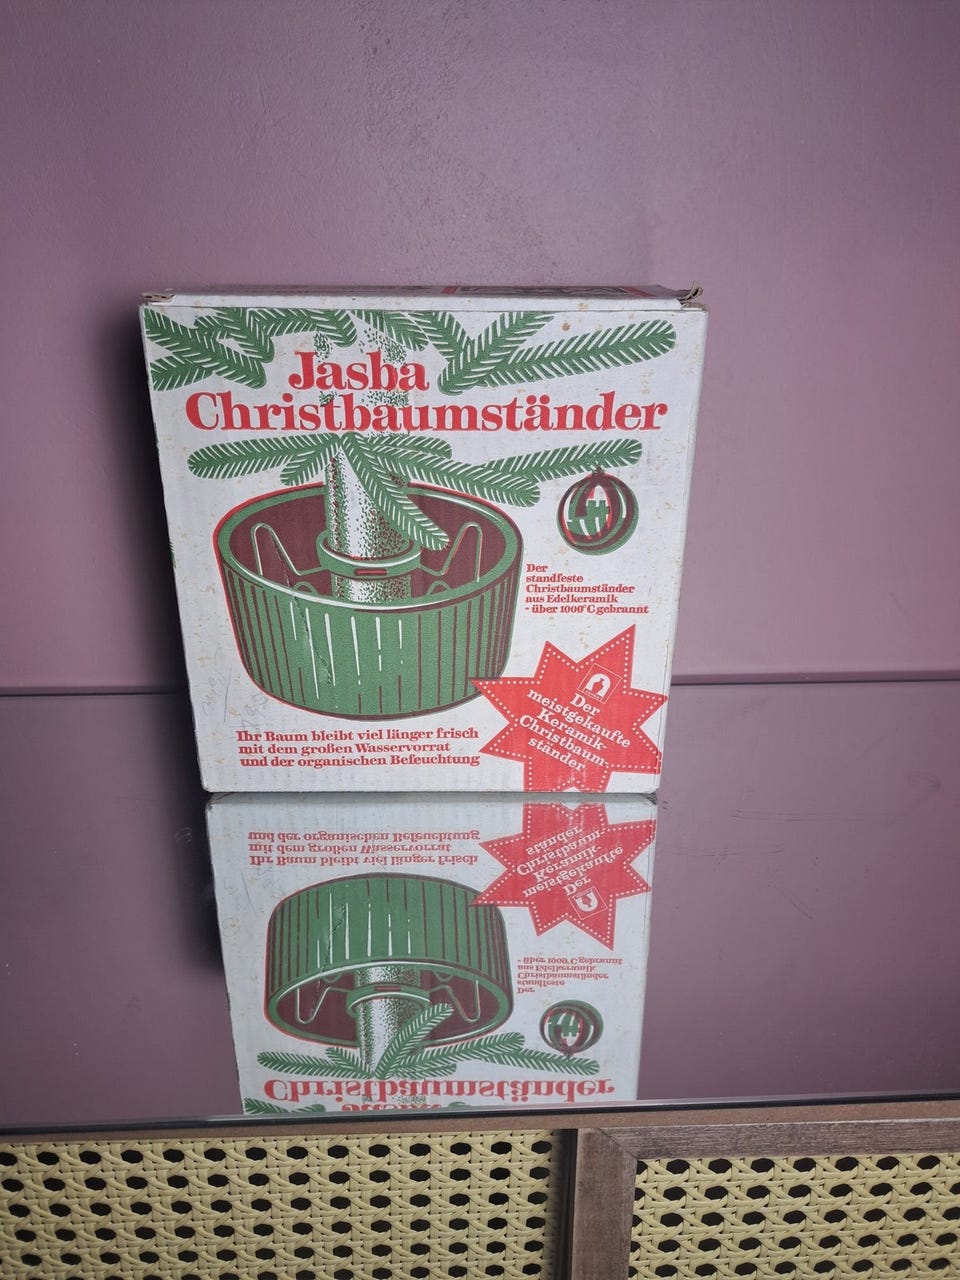 Jasba
Christbaumständer
Der
standfeste
Christbaumständer
aus Edelkeramik
- über 1000°C gebrannt
Der
meistgekaufte
Keramik-
Christbaum-
ständer
Ihr Baum bleibt viel länger frisch
mit dem großen Wasservorrat
und der organischen Befeuchtung